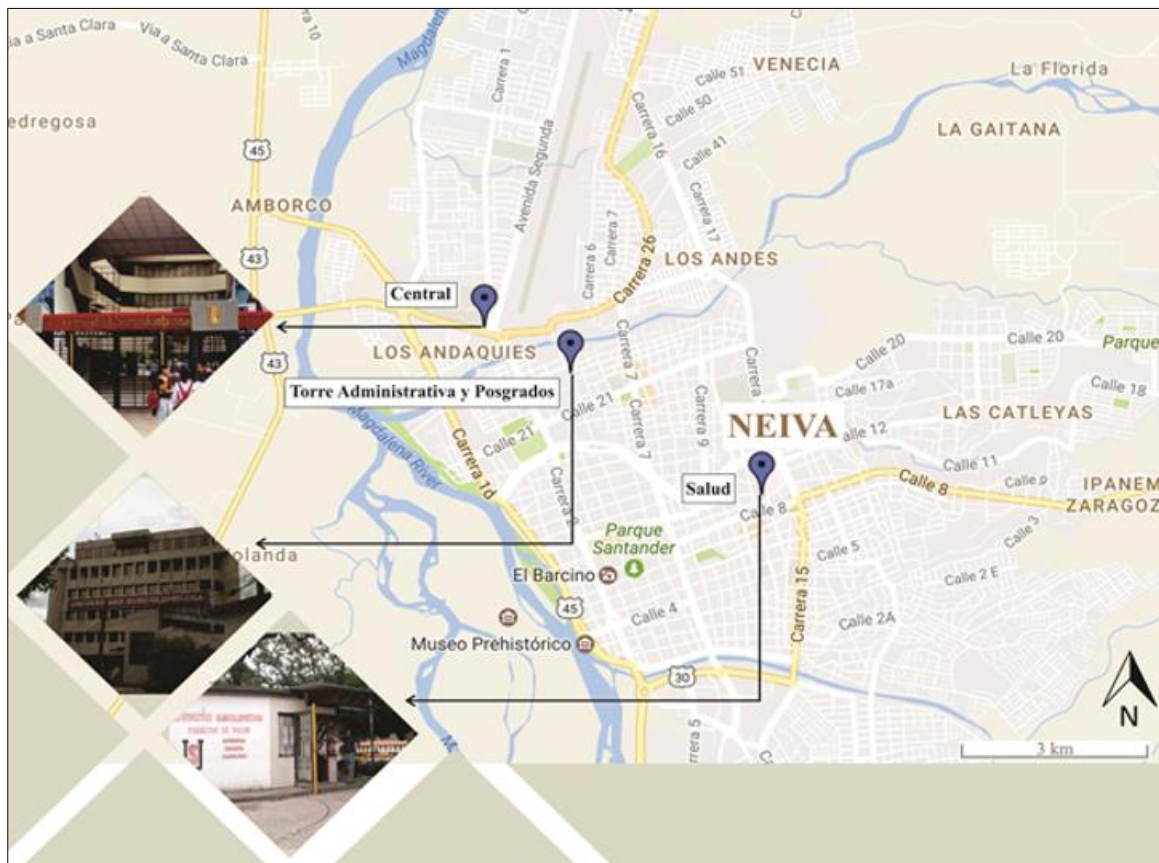 Via a Santa Clara
Via a Santa Clara
Carrera 10
Magdalena
Carrera 1
Avenida Segunda
Calle 51
VENECIA
Calle 50
Carrera 16
Calle 41
La Florida
LA GAITANA
edregosa
45
AMBORCO
43
Carrera 6
Carrera 7
Carrera 26
Carrera 17
LOS ANDES
Central
43
LOS ANDAQUIES
Torre Administrativa y Posgrados
Carrera 7
Carrera
Calle 20
Calle 20
Parque
Calle 17a
Calle 18
Calle 21
Calle 21
Carrera 7
Carrera 9
LAS CATLEYAS
NEIVA
Calle 12
Calle 11
Magdalena River
Carrera 1d
Carrera 2
Salud
Calle 8
Calle 8
Calle 9
IPANEM
ZARAGOZ
Parque
Santander
olanda
El Barcino
Calle 5
Calle 3
Calle 2 E
Carrera 15
45
Calle 4
Calle 2A
Museo Prehistórico
30
Carrera 5
M
N
3 km